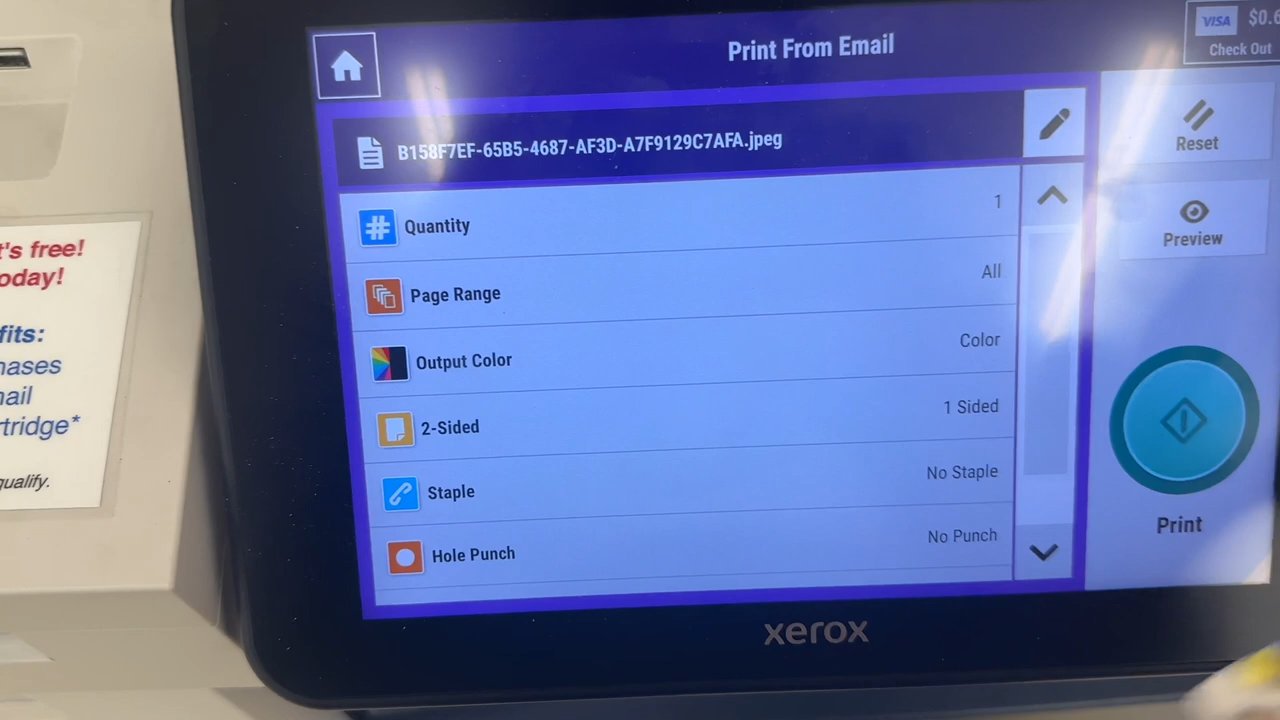 Print From Email
VISA
Check Out
B158F7EF-65B5-4687-AF3D-A7F9129C7AFA.jpeg
Reset
Preview
Quantity 1
Page Range All
Output Color Color
2-Sided 1 Sided
Staple No Staple
Hole Punch No Punch
Print
xerox
't's free!
oday!
fits:
hases
nail
rtridge*
qualify.